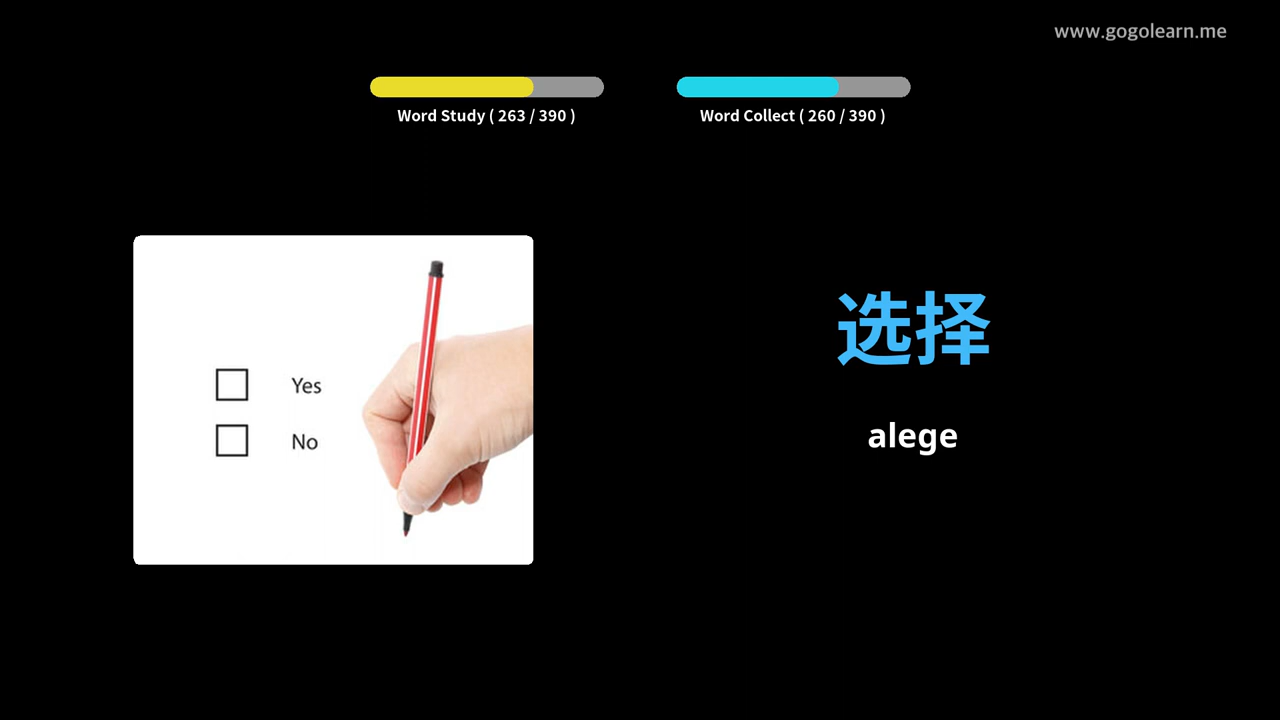 www.gogolearn.me
Word Study ( 263 / 390 )
Word Collect ( 260 / 390 )
Yes
No
选择
alege